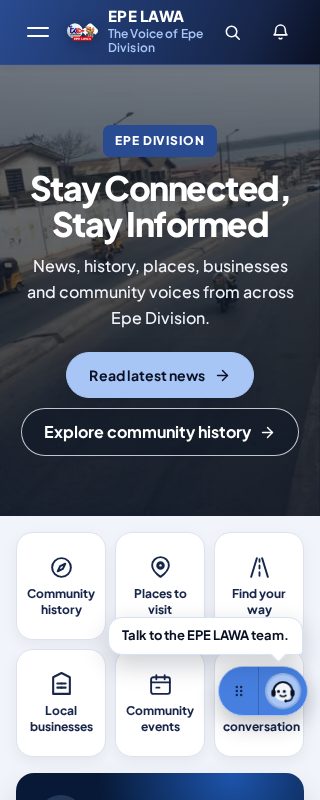 EPE LAWA
The Voice of Epe
Division
EPE DIVISION
Stay Connected,
Stay Informed
News, history, places, businesses
and community voices from across
Epe Division.
Read latest news
Explore community history
Community
history
Places to
visit
Find your
way
Talk to the EPE LAWA team.
Local
businesses
Community
events
conversation